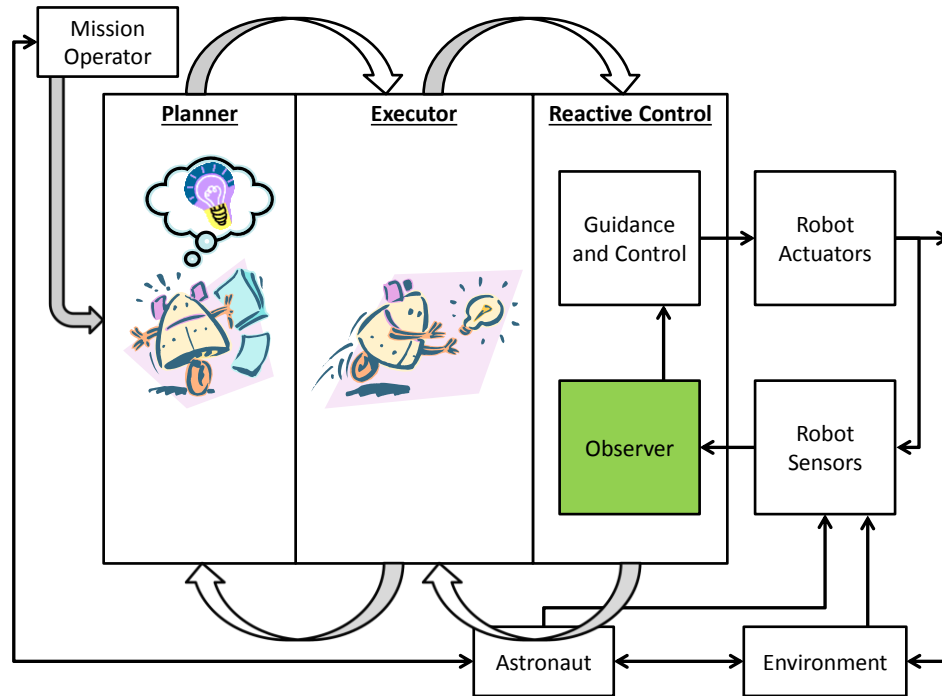 Mission
Operator
Planner
Executor
Reactive Control
Guidance
and Control
Robot
Actuators
Observer
Robot
Sensors
Astronaut
Environment